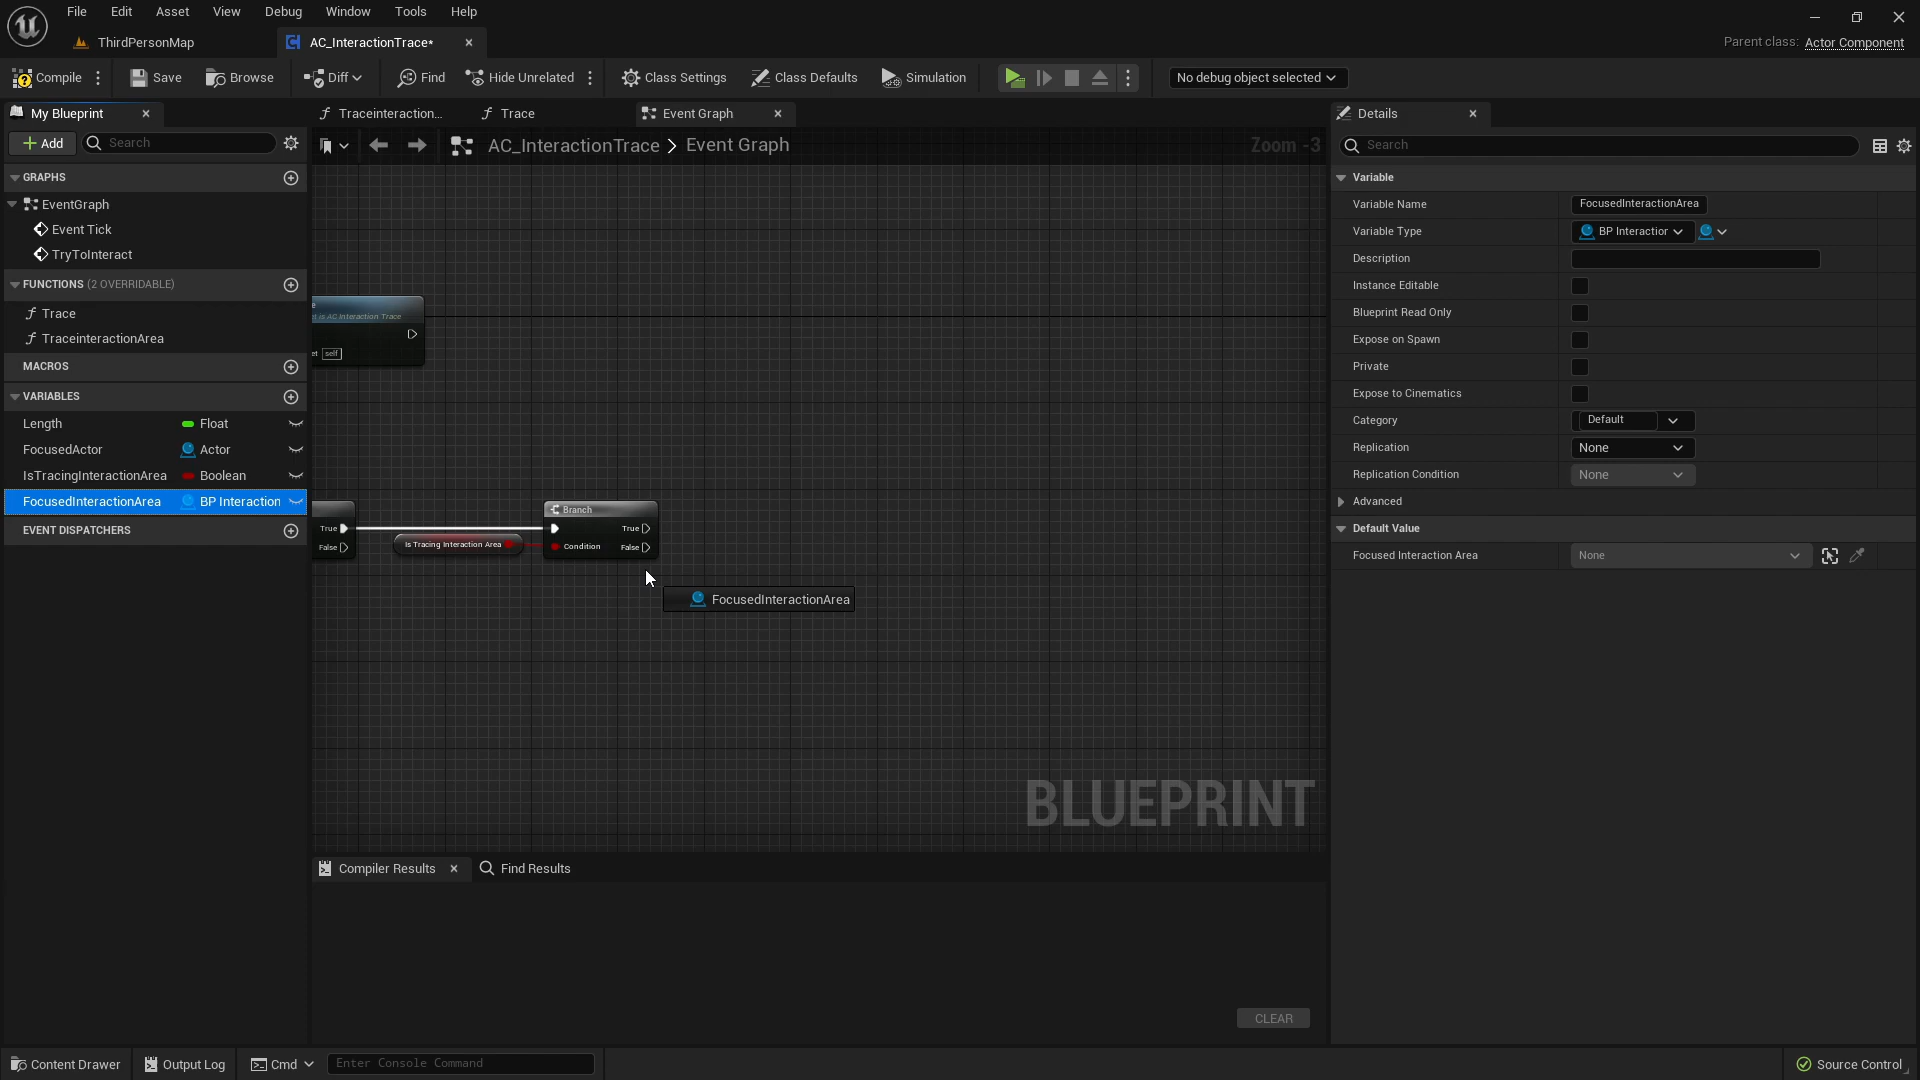 File Edit Asset View Debug Window Tools Help
ThirdPersonMap
AC_InteractionTrace*
Parent class: Actor Component
Compile
Save
Browse
Diff
Find
Hide Unrelated
Class Settings
Class Defaults
Simulation
No debug object selected
My Blueprint
Traceinteraction...
Trace
Event Graph
Details
Add
Search
AC_InteractionTrace > Event Graph
Zoom -3
Search
GRAPHS
EventGraph
Event Tick
TryToInteract
FUNCTIONS (2 OVERRIDABLE)
Trace
TraceinteractionArea
MACROS
VARIABLES
Length Float
FocusedActor Actor
IsTracingInteractionArea Boolean
FocusedInteractionArea BP Interaction
EVENT DISPATCHERS
is AC Interaction Trace
self
True
False
Is Tracing Interaction Area
Branch
True
Condition False
FocusedInteractionArea
BLUEPRINT
Variable
Variable Name FocusedInteractionArea
Variable Type BP Interaction
Description
Instance Editable
Blueprint Read Only
Expose on Spawn
Private
Expose to Cinematics
Category Default
Replication None
Replication Condition None
Advanced
Default Value
Focused Interaction Area None
Compiler Results
Find Results
CLEAR
Content Drawer
Output Log
Cmd
Enter Console Command
Source Control